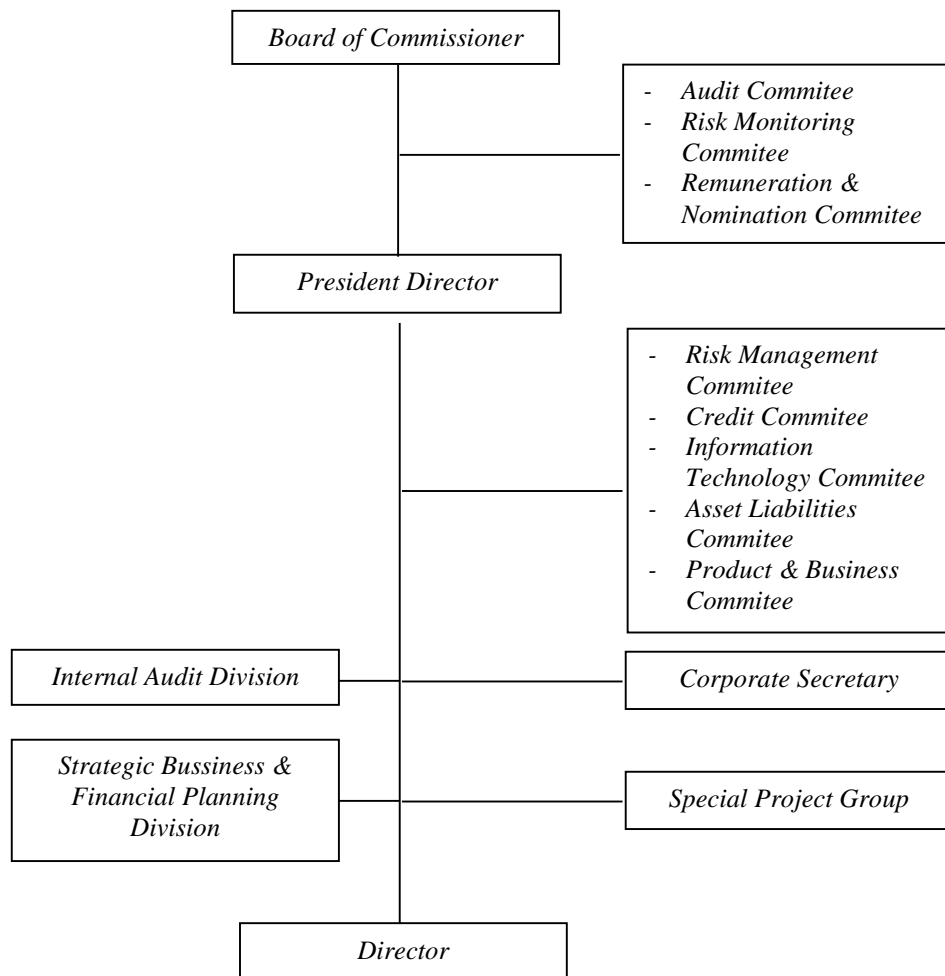 Board of Commissioner
- Audit Commitee
- Risk Monitoring
Commitee
- Remuneration &
Nomination Commitee
President Director
- Risk Management
Commitee
- Credit Commitee
- Information
Technology Commitee
- Asset Liabilities
Commitee
- Product & Business
Commitee
Internal Audit Division
Corporate Secretary
Strategic Bussiness &
Financial Planning
Division
Special Project Group
Director